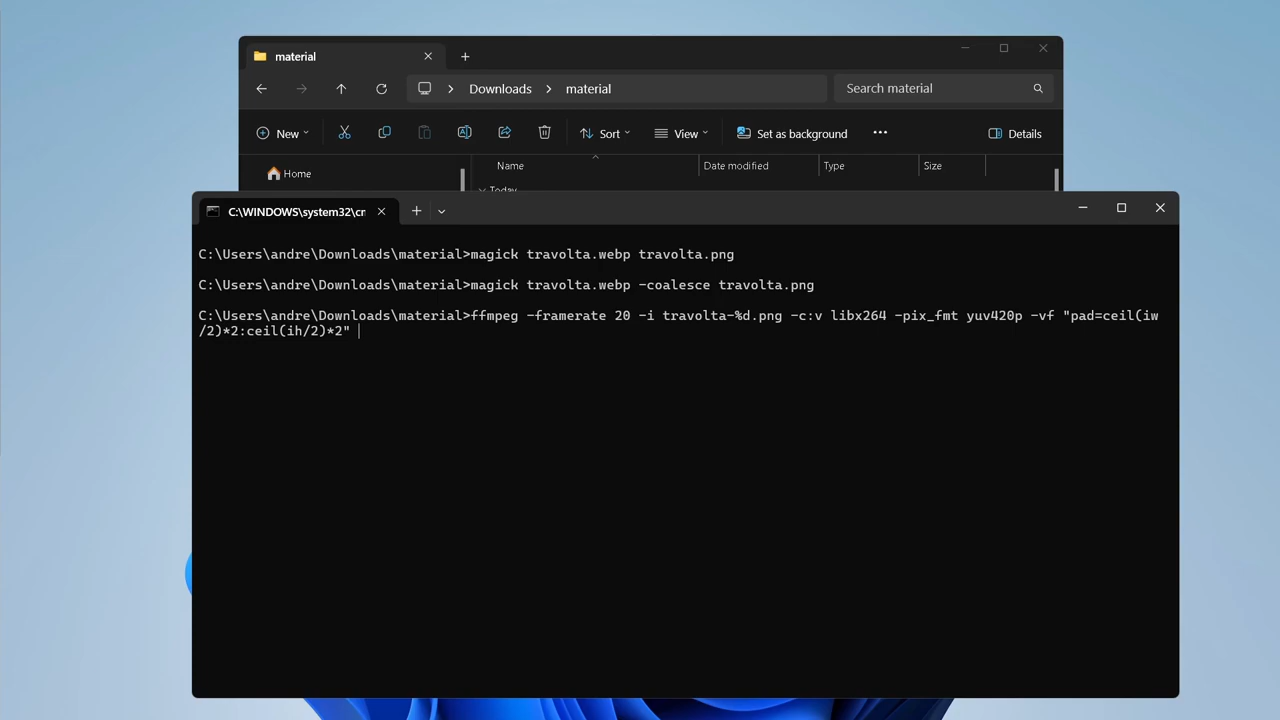 material
Downloads > material
Search material
New
Sort
View
Set as background
Details
Name
Date modified
Type
Size
Home
Today
C:\WINDOWS\system32\cr
C:\Users\andre\Downloads\material>magick travolta.webp travolta.png
C:\Users\andre\Downloads\material>magick travolta.webp -coalesce travolta.png
C:\Users\andre\Downloads\material>ffmpeg -framerate 20 -i travolta-%d.png -c:v libx264 -pix_fmt yuv420p -vf "pad=ceil(iw
/2)*2:ceil(ih/2)*2"